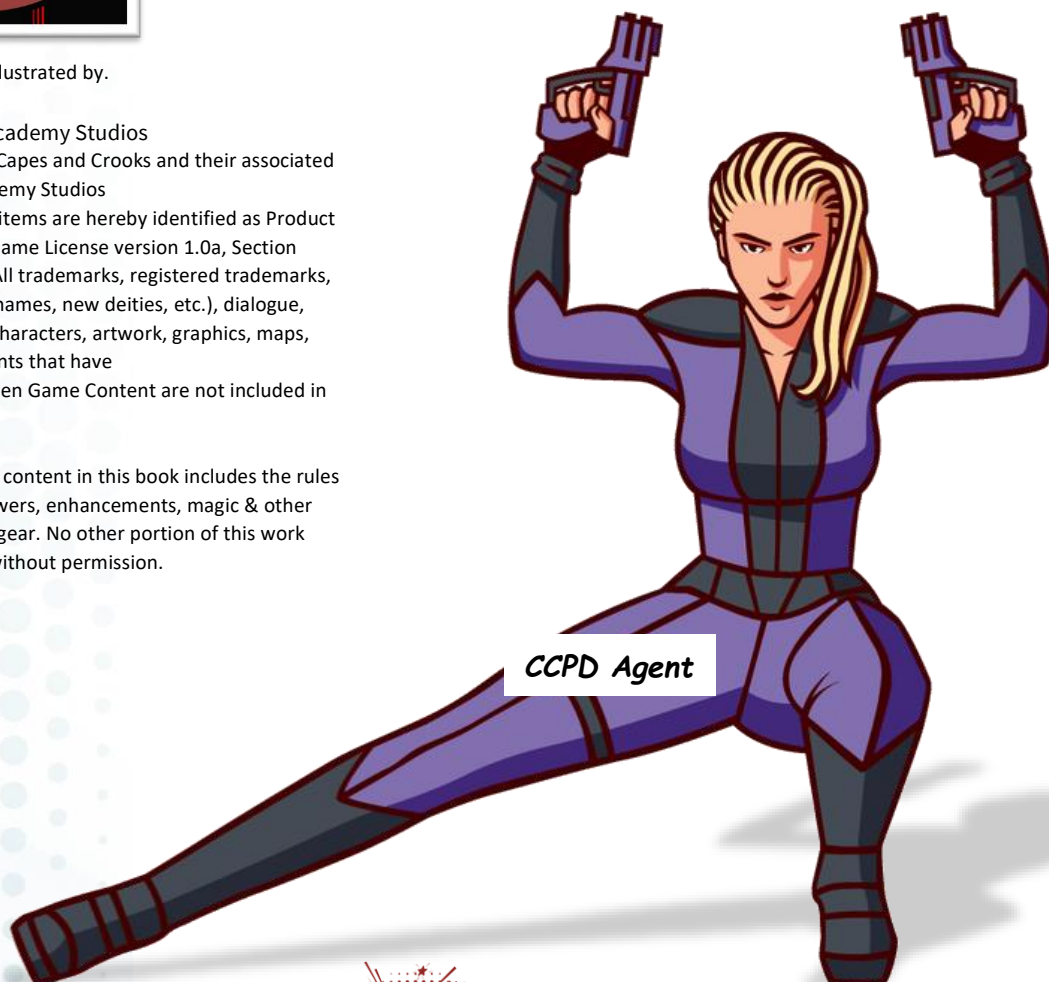 lustrated by.
cademy Studios
Capes and Crooks and their associated
emy Studios
items are hereby identified as Product
ame License version 1.0a, Section
All trademarks, registered trademarks,
names, new deities, etc.), dialogue,
haracters, artwork, graphics, maps,
nts that have
en Game Content are not included in
content in this book includes the rules
wers, enhancements, magic & other
gear. No other portion of this work
without permission.
CCPD Agent